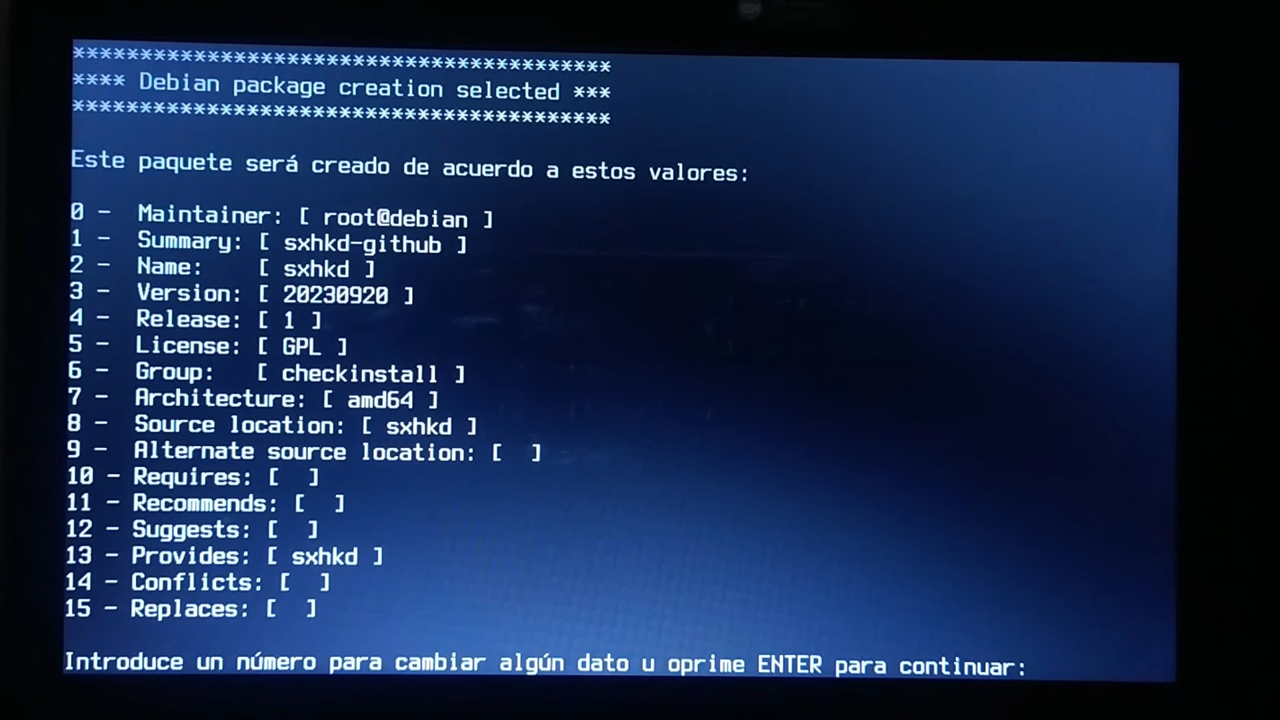 *****************************************
**** Debian package creation selected ***
*****************************************
Este paquete será creado de acuerdo a estos valores:
0 -  Maintainer: [ root@debian ]
1 -  Summary: [ sxhkd-github ]
2 -  Name:    [ sxhkd ]
3 -  Version: [ 20230920 ]
4 -  Release: [ 1 ]
5 -  License: [ GPL ]
6 -  Group:   [ checkinstall ]
7 -  Architecture: [ amd64 ]
8 -  Source location: [ sxhkd ]
9 -  Alternate source location: [  ]
10 - Requires: [  ]
11 - Recommends: [  ]
12 - Suggests: [  ]
13 - Provides: [ sxhkd ]
14 - Conflicts: [  ]
15 - Replaces: [  ]
Introduce un número para cambiar algún dato u oprime ENTER para continuar: